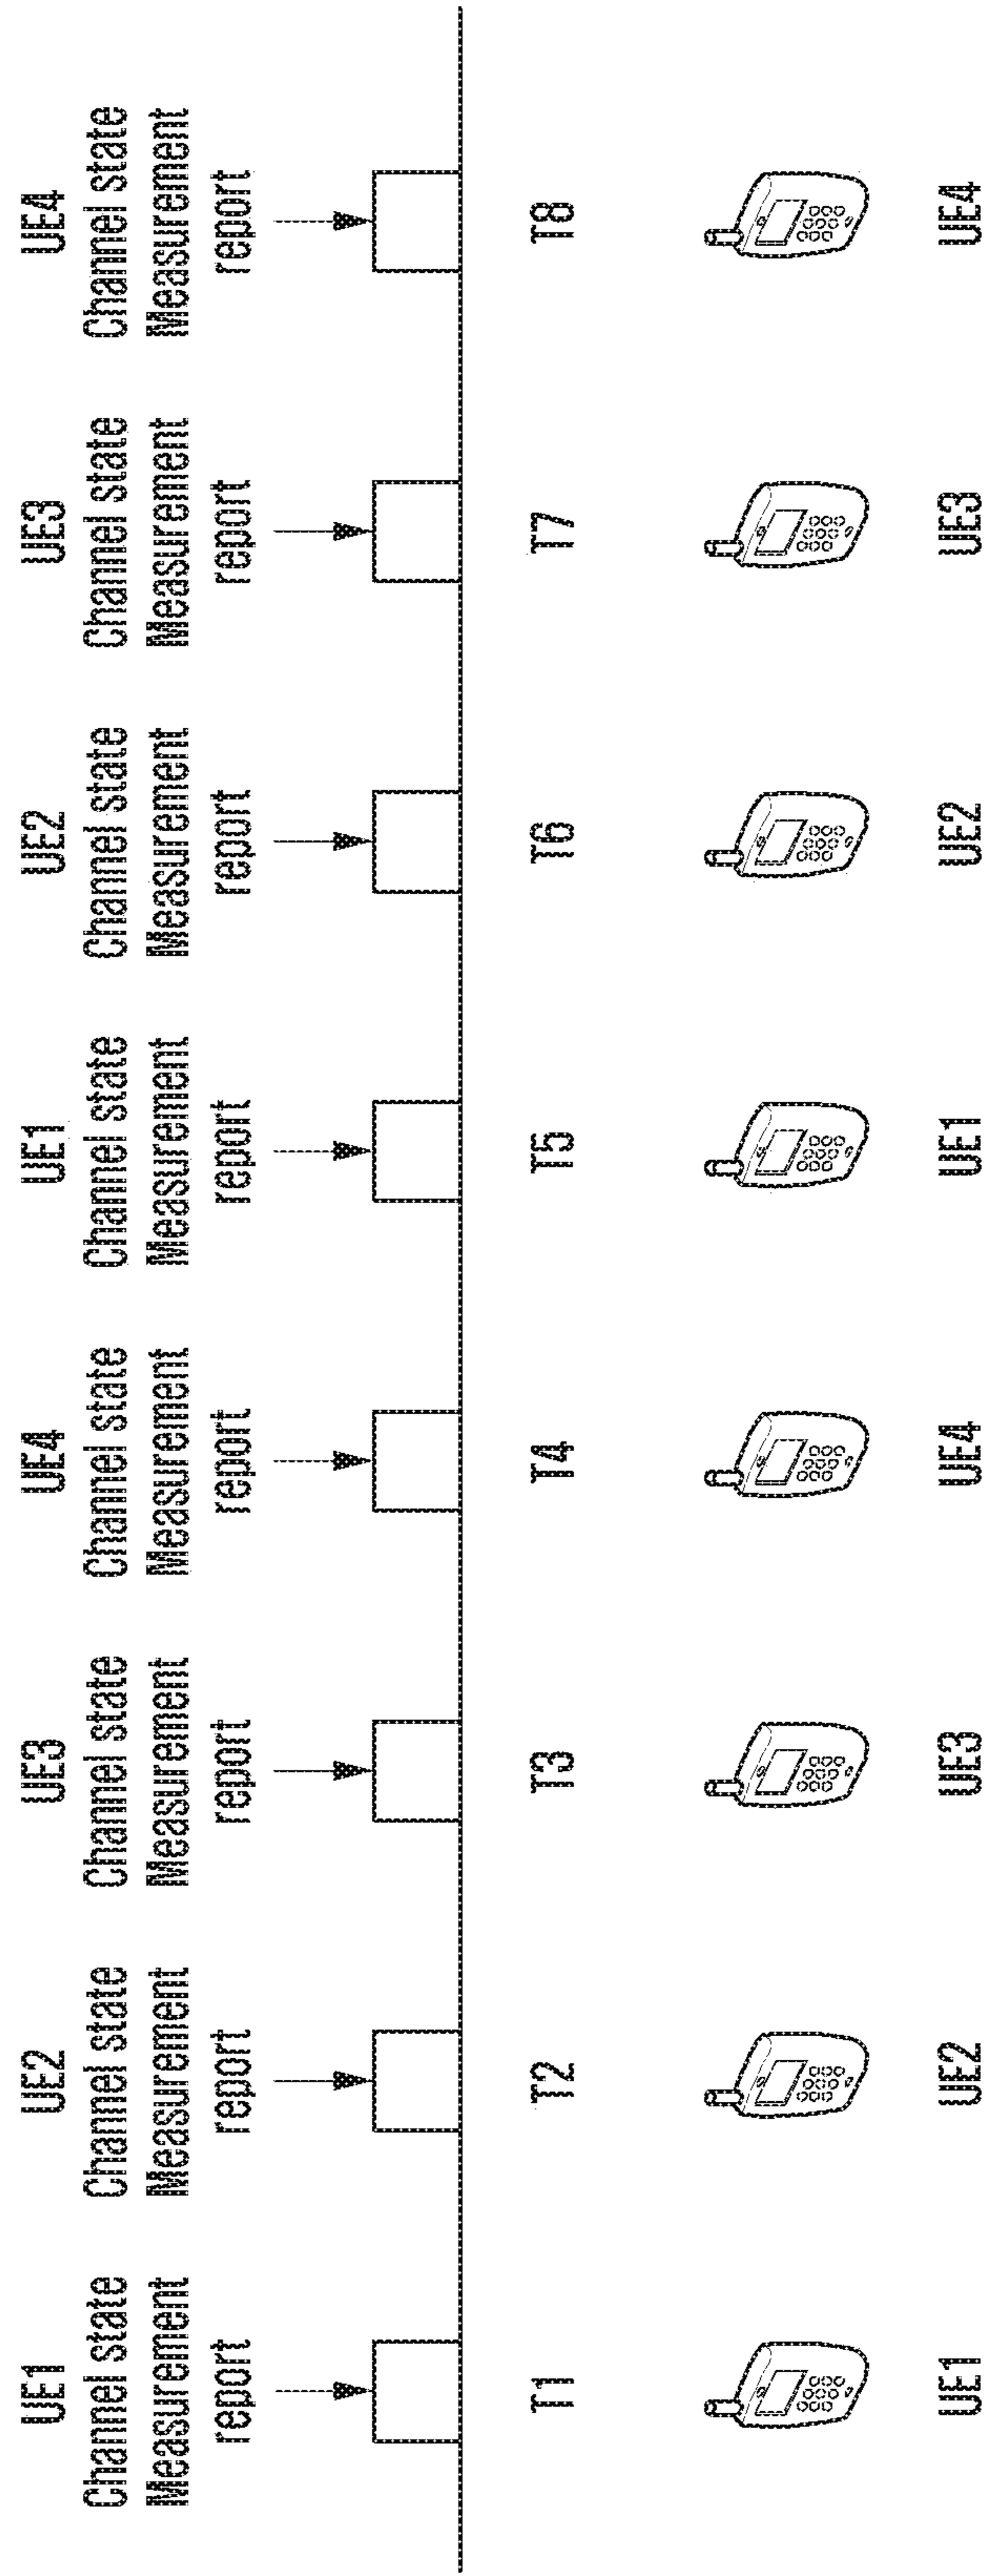 UE1
Channel state
Measurement
report
UE2
Channel state
Measurement
report
UE3
Channel state
Measurement
report
UE4
Channel state
Measurement
report
UE1
Channel state
Measurement
report
UE2
Channel state
Measurement
report
UE3
Channel state
Measurement
report
UE4
Channel state
Measurement
report
T1
T2
T3
T4
T5
T6
T7
T8
UE1
UE2
UE3
UE4
UE1
UE2
UE3
UE4